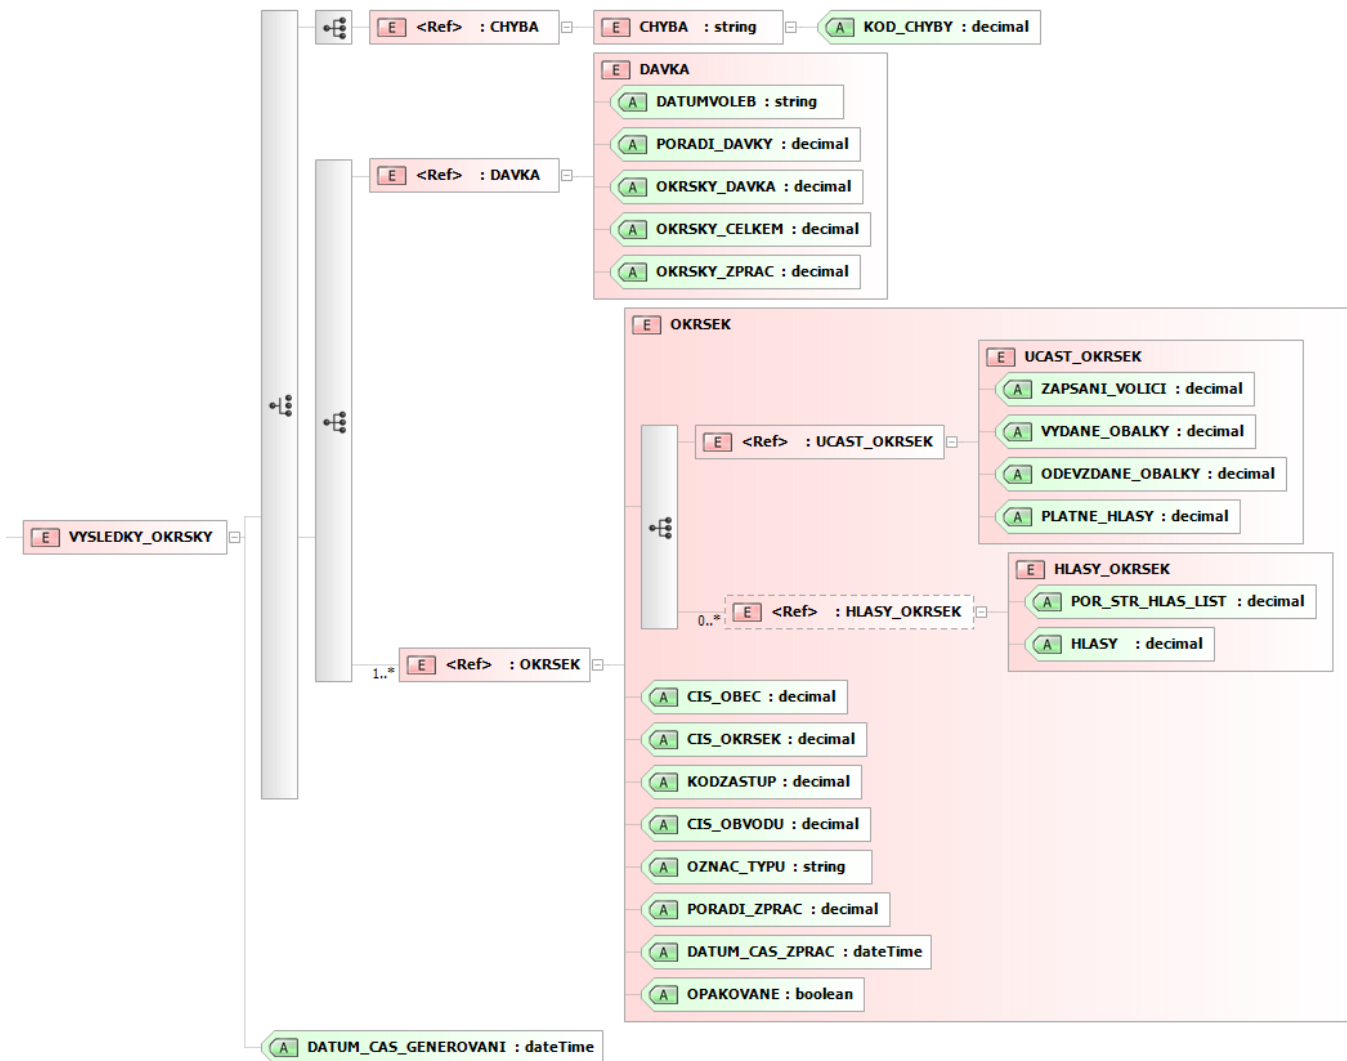 E <Ref> : CHYBA
E CHYBA : string
A KOD_CHYBY : decimal
E DAVKA
A DATUMVOLEB : string
A PORADI_DAVKY : decimal
E <Ref> : DAVKA
A OKRSKY_DAVKA : decimal
A OKRSKY_CELKEM : decimal
A OKRSKY_ZPRAC : decimal
E OKRSEK
E UCAST_OKRSEK
A ZAPSANI_VOLICI : decimal
E <Ref> : UCAST_OKRSEK
A VYDANE_OBALKY : decimal
A ODEVZDANE_OBALKY : decimal
A PLATNE_HLASY : decimal
E VYSLEDKY_OKRSKY
E HLASY_OKRSEK
A POR_STR_HLAS_LIST : decimal
0..* E <Ref> : HLASY_OKRSEK
A HLASY : decimal
1..* E <Ref> : OKRSEK
A CIS_OBEC : decimal
A CIS_OKRSEK : decimal
A KODZASTUP : decimal
A CIS_OBVODU : decimal
A OZNAC_TYPU : string
A PORADI_ZPRAC : decimal
A DATUM_CAS_ZPRAC : dateTime
A OPAKOVANE : boolean
A DATUM_CAS_GENEROVANI : dateTime